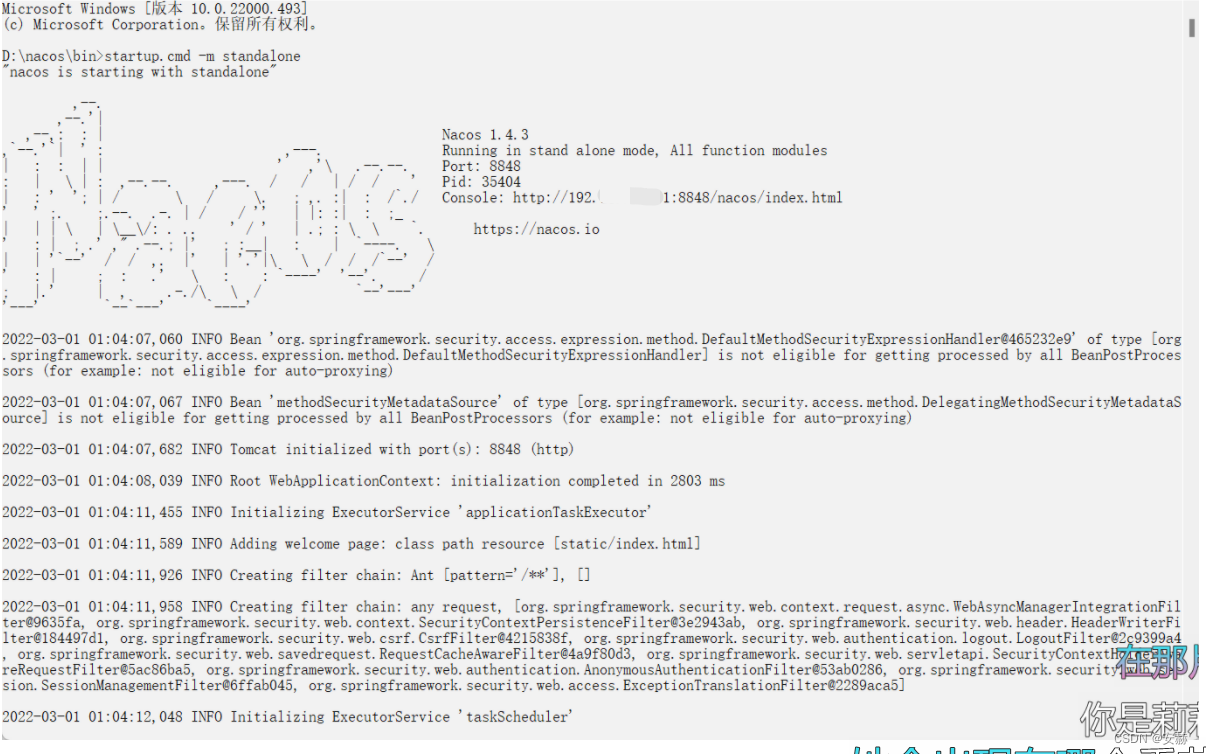 Microsoft Windows [版本 10.0.22000.493]
(c) Microsoft Corporation。保留所有权利。
D:\nacos\bin>startup.cmd -m standalone
"nacos is starting with standalone"
Nacos 1.4.3
Running in stand alone mode, All function modules
Port: 8848
Pid: 35404
Console: http://192. 1:8848/nacos/index.html
https://nacos.io
2022-03-01 01:04:07,060 INFO Bean 'org.springframework.security.access.expression.method.DefaultMethodSecurityExpressionHandler@465232e9' of type [org
.springframework.security.access.expression.method.DefaultMethodSecurityExpressionHandler] is not eligible for getting processed by all BeanPostProces
sors (for example: not eligible for auto-proxying)
2022-03-01 01:04:07,067 INFO Bean 'methodSecurityMetadataSource' of type [org.springframework.security.access.method.DelegatingMethodSecurityMetadataS
ource] is not eligible for getting processed by all BeanPostProcessors (for example: not eligible for auto-proxying)
2022-03-01 01:04:07,682 INFO Tomcat initialized with port(s): 8848 (http)
2022-03-01 01:04:08,039 INFO Root WebApplicationContext: initialization completed in 2803 ms
2022-03-01 01:04:11,455 INFO Initializing ExecutorService 'applicationTaskExecutor'
2022-03-01 01:04:11,589 INFO Adding welcome page: class path resource [static/index.html]
2022-03-01 01:04:11,926 INFO Creating filter chain: Ant [pattern='/**'], []
2022-03-01 01:04:11,958 INFO Creating filter chain: any request, [org.springframework.security.web.context.request.async.WebAsyncManagerIntegrationFil
ter@9635fa, org.springframework.security.web.context.SecurityContextPersistenceFilter@3e2943ab, org.springframework.security.web.header.HeaderWriterFi
lter@184497d1, org.springframework.security.web.csrf.CsrfFilter@4215838f, org.springframework.security.web.authentication.logout.LogoutFilter@2c9399a4
, org.springframework.security.web.savedrequest.RequestCacheAwareFilter@4a9f80d3, org.springframework.security.web.servletapi.
reRequestFilter@5ac86ba5, org.springframework.security.web.authentication.AnonymousAuthenticationFilter@53ab0286,
sion.SessionManagementFilter@6ffab045, org.springframework.security.web.access.ExceptionTranslationFilter@2289aca5]
在那
2022-03-01 01:04:12,048 INFO Initializing ExecutorService 'taskScheduler'
你是莉
CSDN @安赫